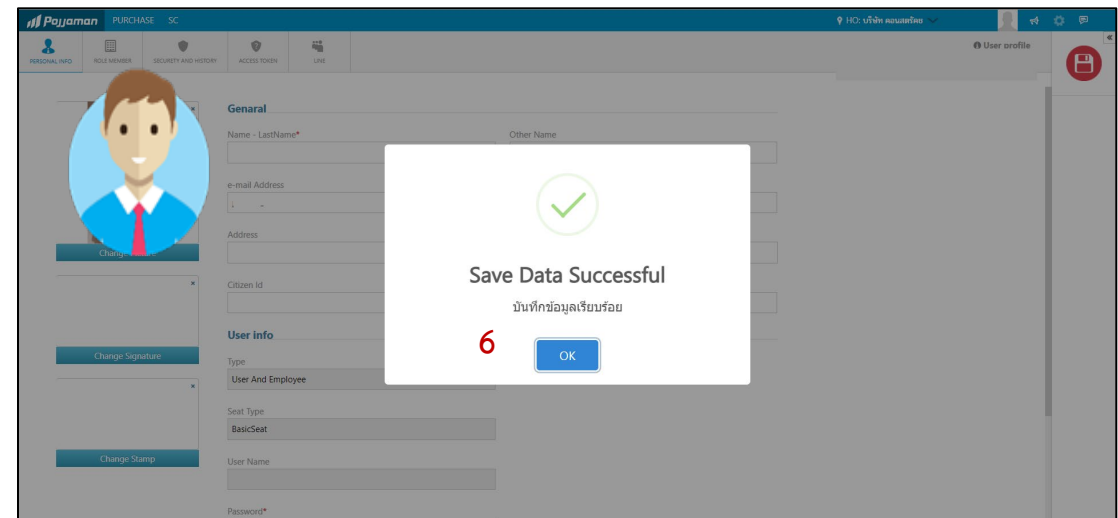 Pojjaman PURCHASE SC HO: บริษัท คอนสตรัคช
PERSONAL INFO ROLE MEMBER SECURITY AND HISTORY ACCESS TOKEN LINE User profile
Genaral
Name - LastName* Other Name
e-mail Address
Address
Change
Citizen Id
Save Data Successful
บันทึกข้อมูลเรียบร้อย
User info
6 OK
Change Signature
Type
User And Employee
Seat Type
BasicSeat
Change Stamp
User Name
Password*